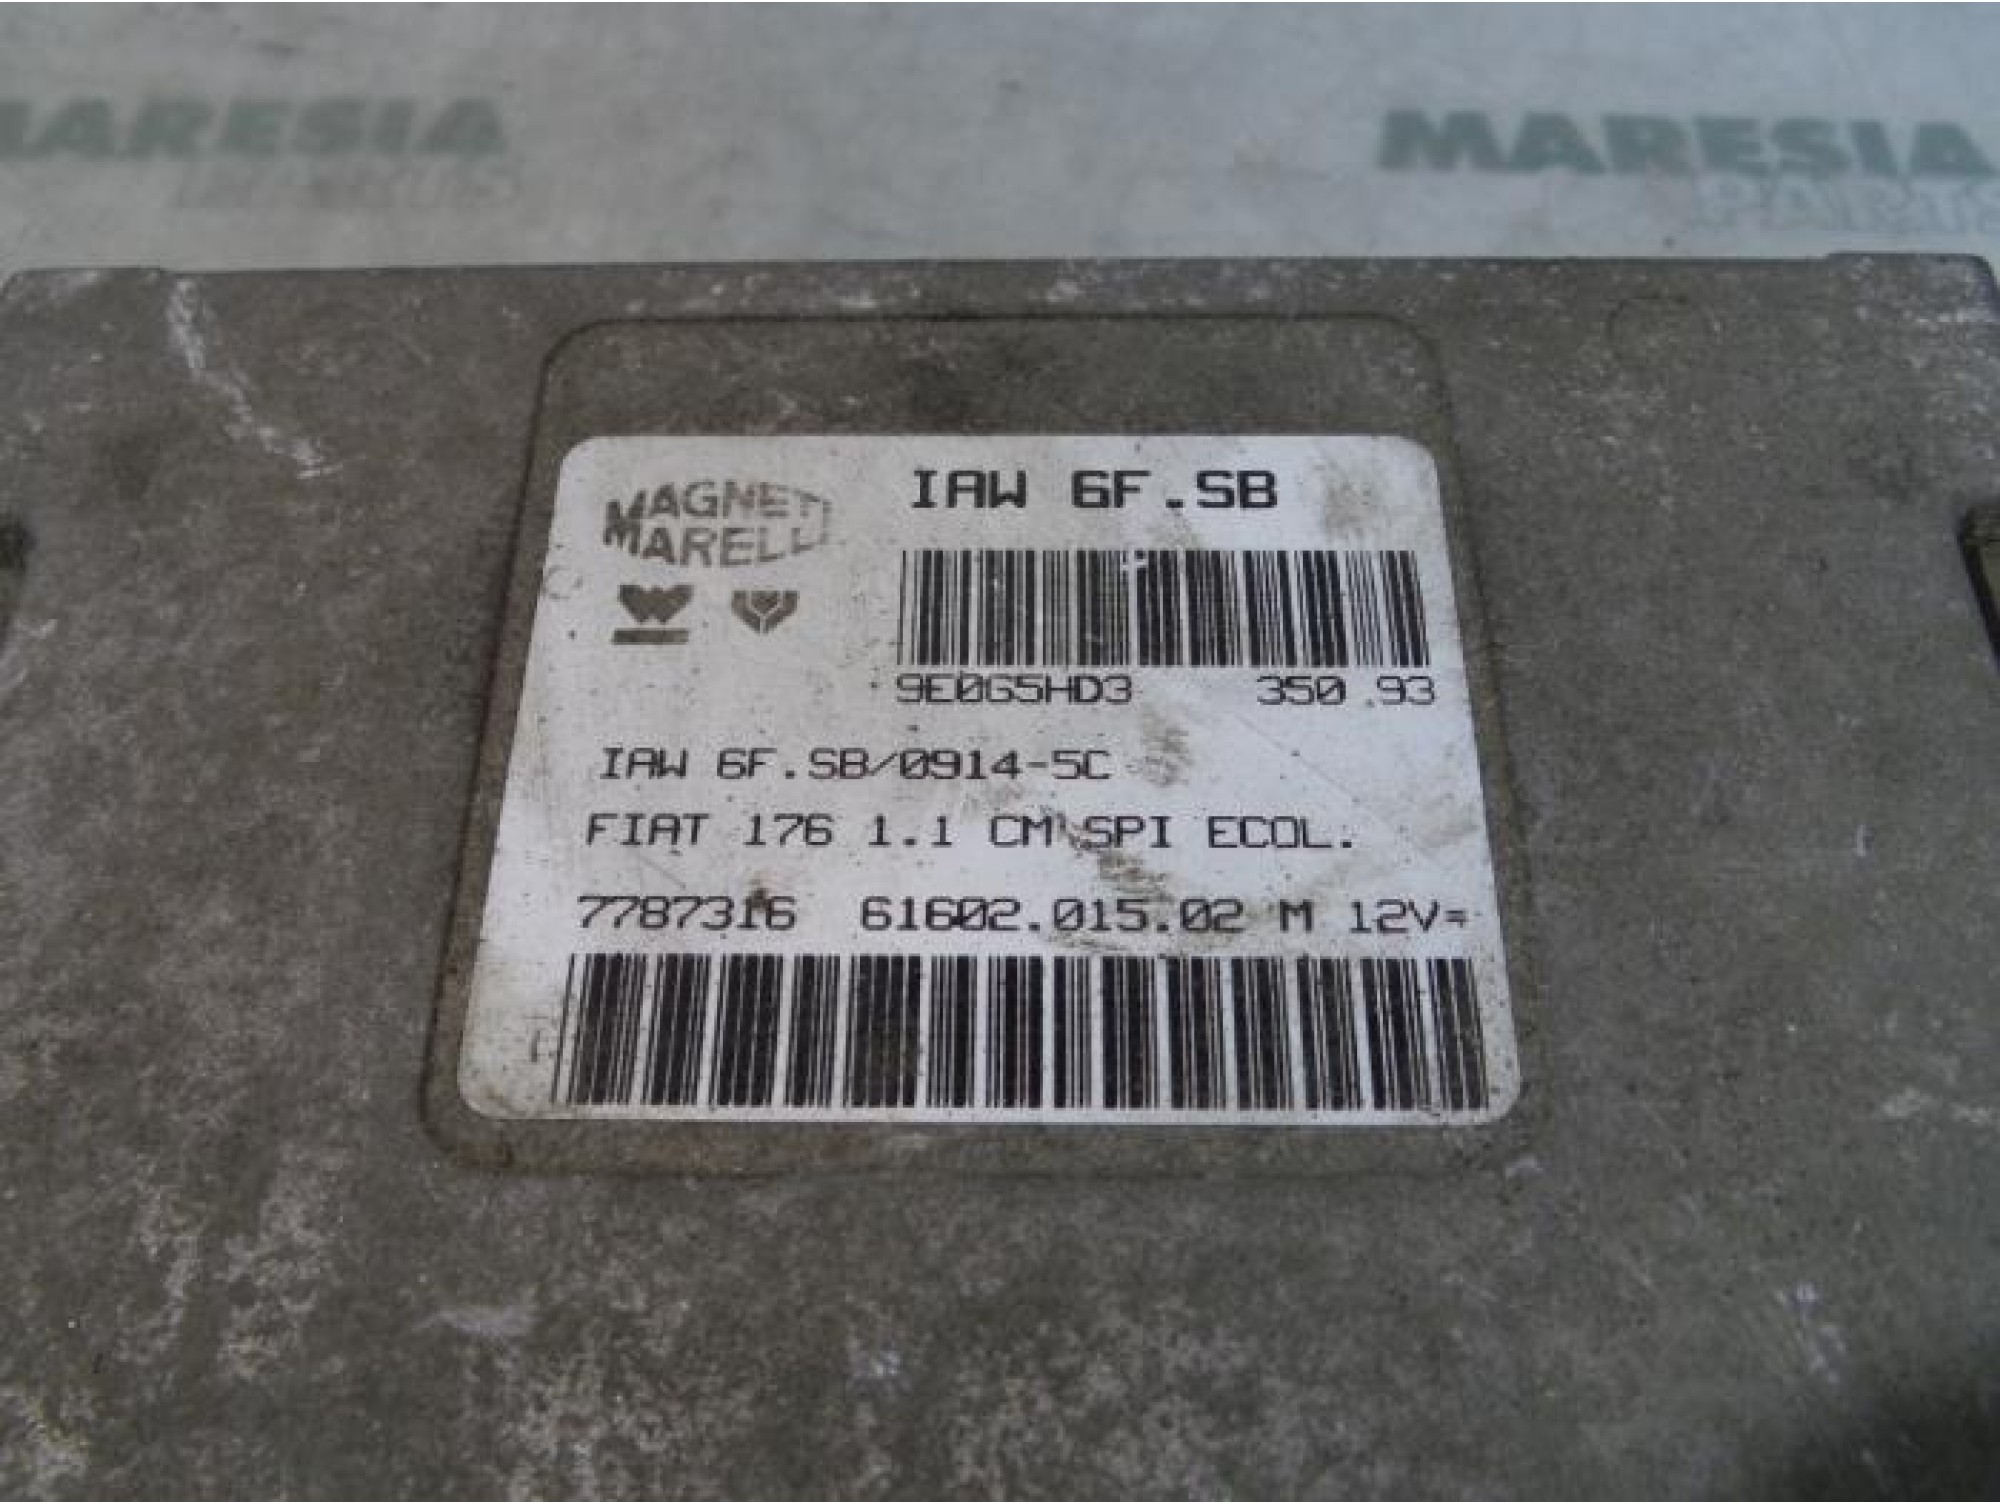 MARESIA
MARESIA
PARTS
MAGNETI
MARELLI
IAW 6F.SB
9E0G5HD3 350.93
IAW 6F.SB/0914-5C
FIAT 176 1.1 CM SPI ECOL.
7787316 61602.015.02 M 12V=